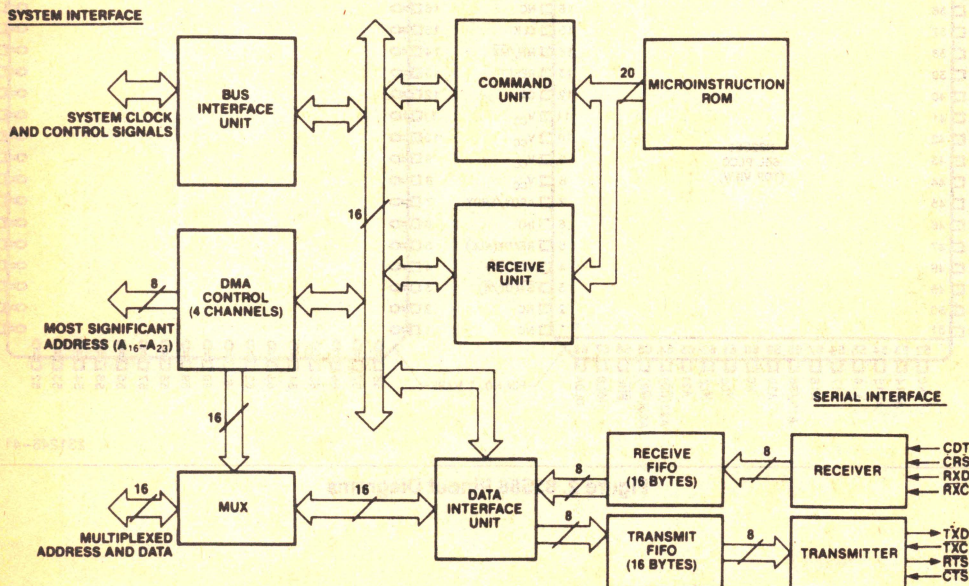 SYSTEM INTERFACE
SYSTEM CLOCK
AND CONTROL SIGNALS
BUS
INTERFACE
UNIT
COMMAND
UNIT
20
MICROINSTRUCTION
ROM
16
8
MOST SIGNIFICANT
ADDRESS (A16–A23)
DMA
CONTROL
(4 CHANNELS)
RECEIVE
UNIT
16
SERIAL INTERFACE
16
MULTIPLEXED
ADDRESS AND DATA
MUX
16
DATA
INTERFACE
UNIT
8
RECEIVE
FIFO
(16 BYTES)
8
RECEIVER
CDT
CRS
RXD
RXC
8
TRANSMIT
FIFO
(16 BYTES)
8
TRANSMITTER
TXD
TXC
RTS
CTS